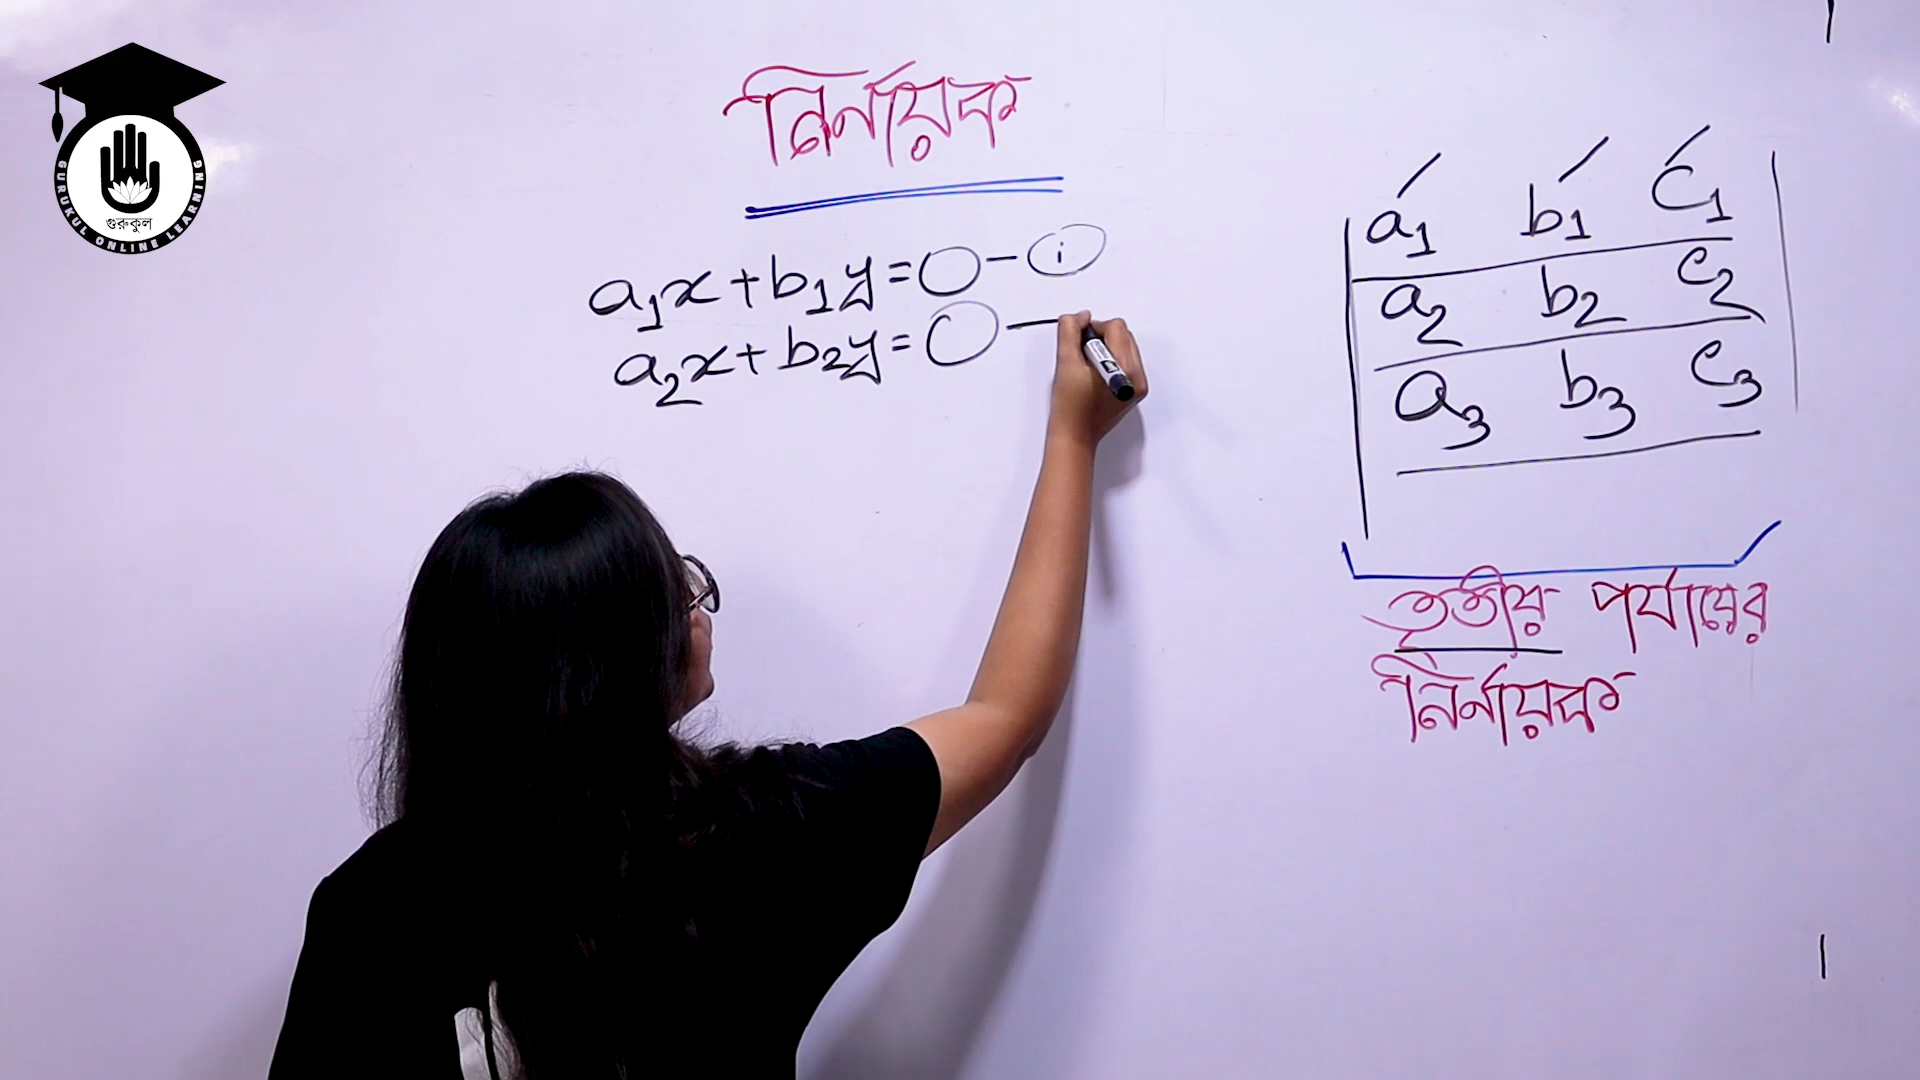 গুরুকুল
GURUKUL ONLINE LEARNING
নির্ণায়ক
a₁x + b₁y = 0 – (i)
a₂x + b₂y = 0 –
a₁ b₁ c₁
a₂ b₂ c₂
a₃ b₃ c₃
তৃতীয় পর্যায়ের
নির্ণায়ক